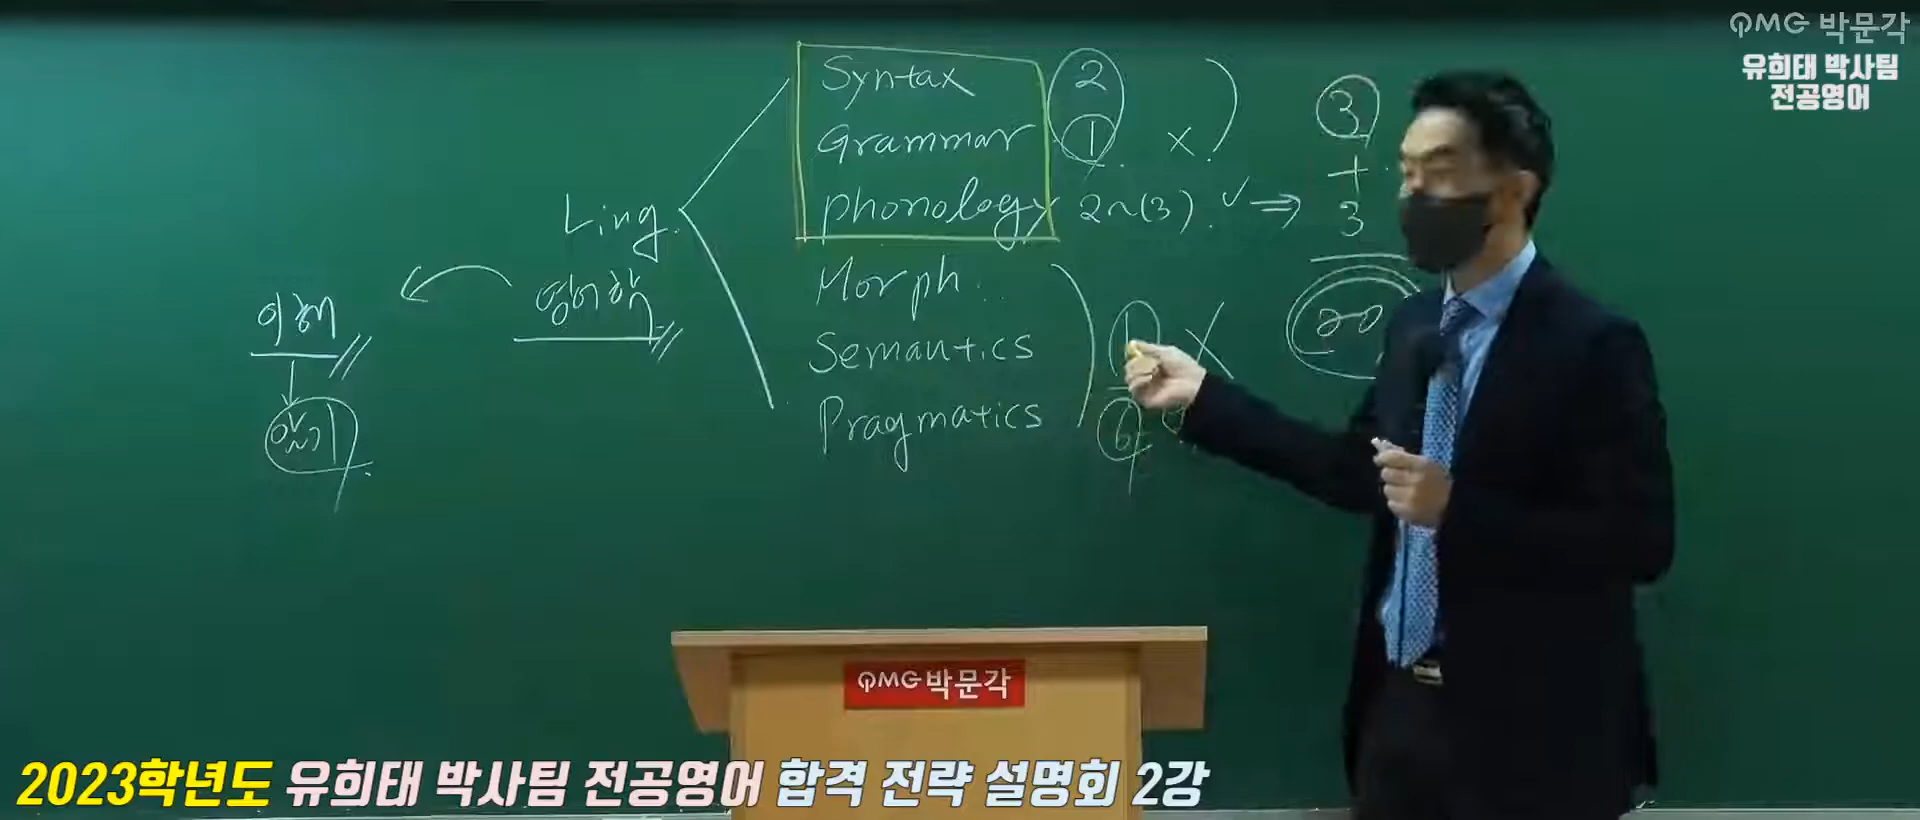 PMG 박문각
유희태 박사팀
전공영어
Syntax 2
Grammar 1 X
phonology 2~(3). ✓ ⇒
3
+
3
20
Ling.
영어학
이해
암기
Morph.
Semantics
Pragmatics
1 X
6
PMG 박문각
2023학년도 유희태 박사팀 전공영어 합격 전략 설명회 2강